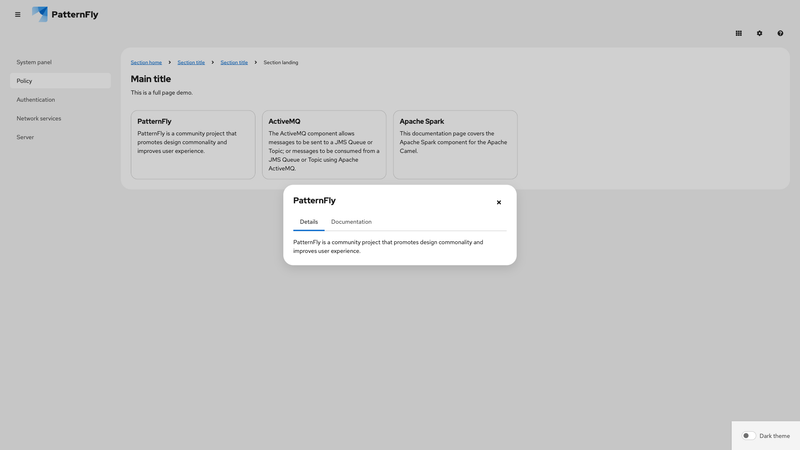 PatternFly
System panel
Policy
Authentication
Network services
Server
Section home
Section title
Section title
Section landing
Main title
This is a full page demo.
PatternFly
PatternFly is a community project that
promotes design commonality and
improves user experience.
ActiveMQ
The ActiveMQ component allows
messages to be sent to a JMS Queue or
Topic; or messages to be consumed from a
JMS Queue or Topic using Apache
ActiveMQ.
Apache Spark
This documentation page covers the
Apache Spark component for the Apache
Camel.
PatternFly
Details
Documentation
PatternFly is a community project that promotes design commonality and
improves user experience.
Dark theme